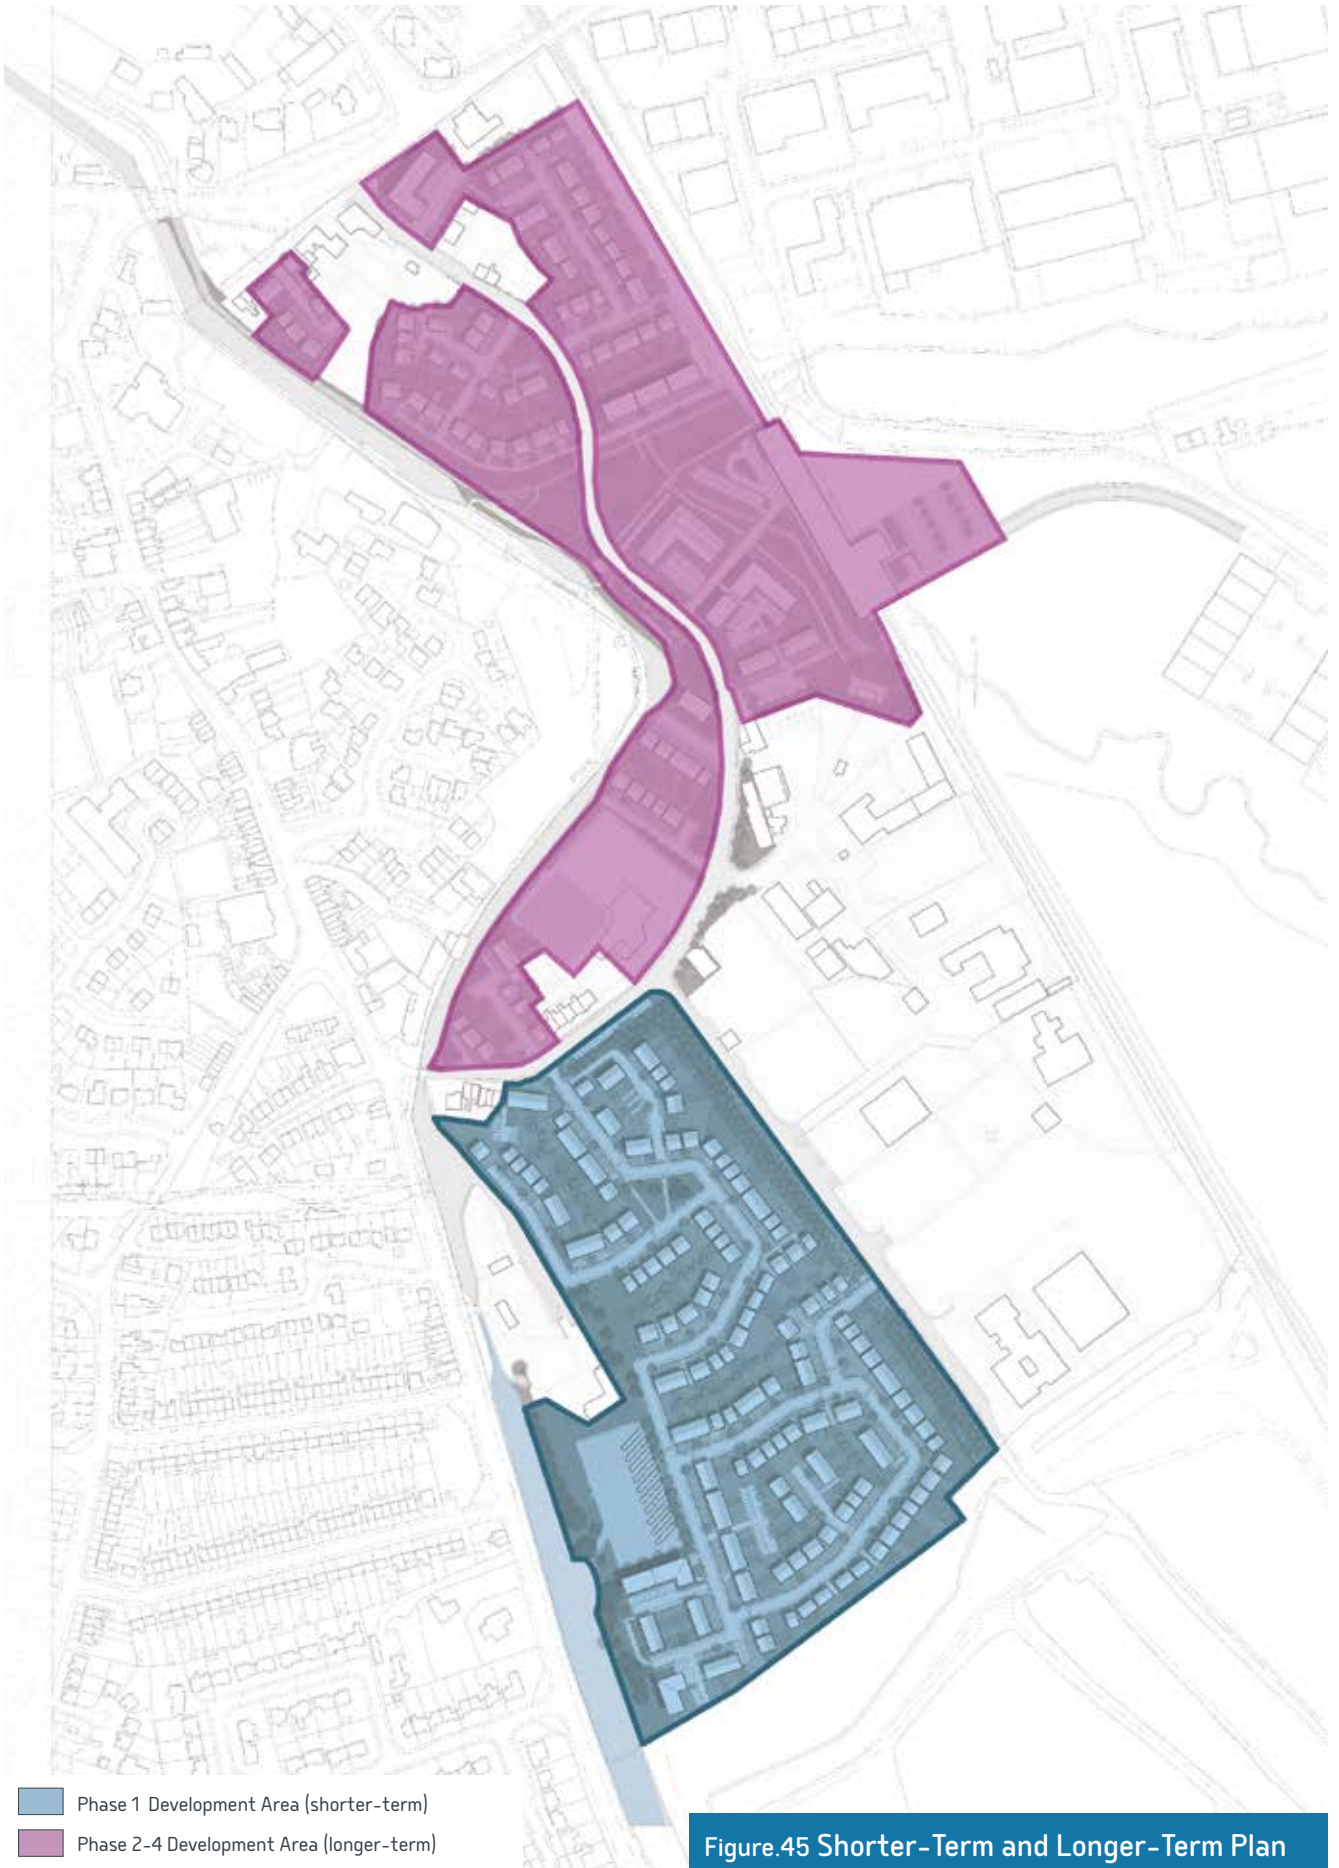 Phase 1 Development Area (shorter-term)
Phase 2-4 Development Area (longer-term)
Figure.45 Shorter-Term and Longer-Term Plan